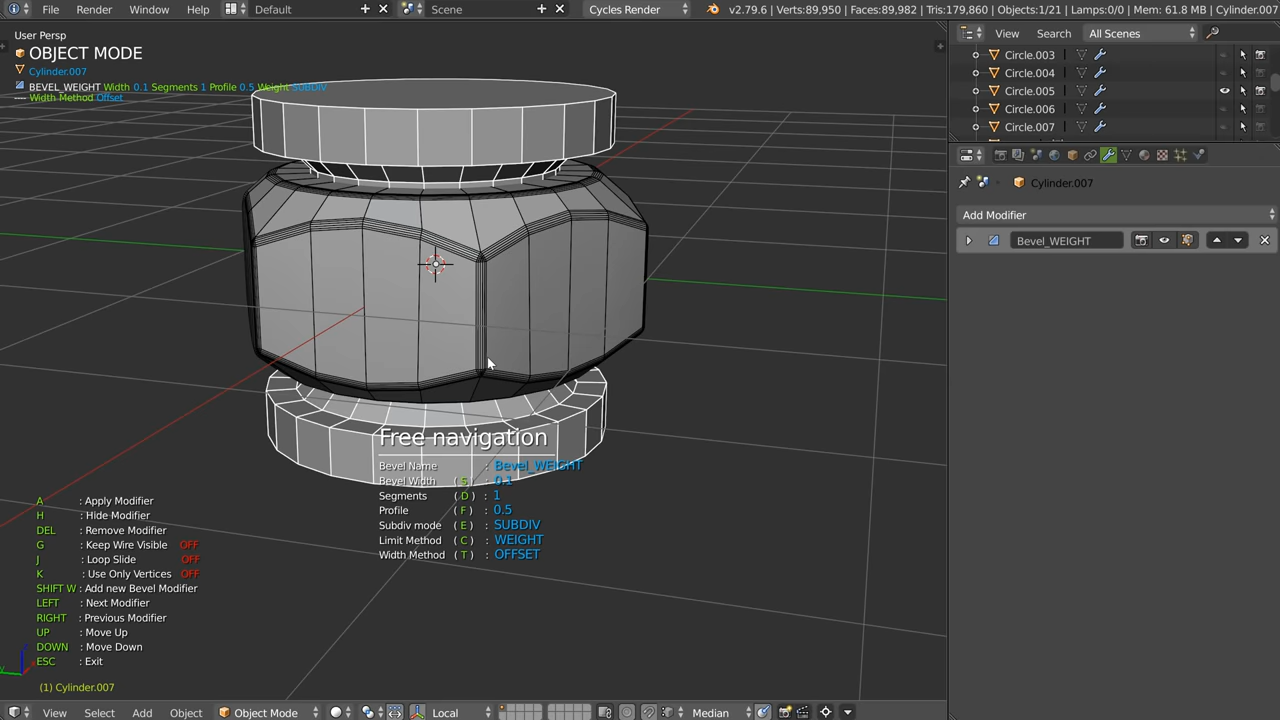 File Render Window Help Default Scene Cycles Render v2.79.6 | Verts:89,950 | Faces:89,982 | Tris:179,860 | Objects:1/21 | Lamps:0/0 | Mem: 61.8 MB | Cylinder.007
User Persp
OBJECT MODE
Cylinder.007
BEVEL_WEIGHT Width 0.1 Segments 1 Profile 0.5 Weight SUBDIV
---- Width Method Offset
View Search All Scenes
Circle.003
Circle.004
Circle.005
Circle.006
Circle.007
Cylinder.007
Add Modifier
Bevel_WEIGHT
Free navigation
Bevel Name : Bevel_WEIGHT
Bevel Width ( S ) : 0.1
Segments ( D ) : 1
Profile ( F ) : 0.5
Subdiv mode ( E ) : SUBDIV
Limit Method ( C ) : WEIGHT
Width Method ( T ) : OFFSET
A : Apply Modifier
H : Hide Modifier
DEL : Remove Modifier
G : Keep Wire Visible OFF
J : Loop Slide OFF
K : Use Only Vertices OFF
SHIFT W : Add new Bevel Modifier
LEFT : Next Modifier
RIGHT : Previous Modifier
UP : Move Up
DOWN : Move Down
ESC : Exit
(1) Cylinder.007
View Select Add Object Object Mode Local Median